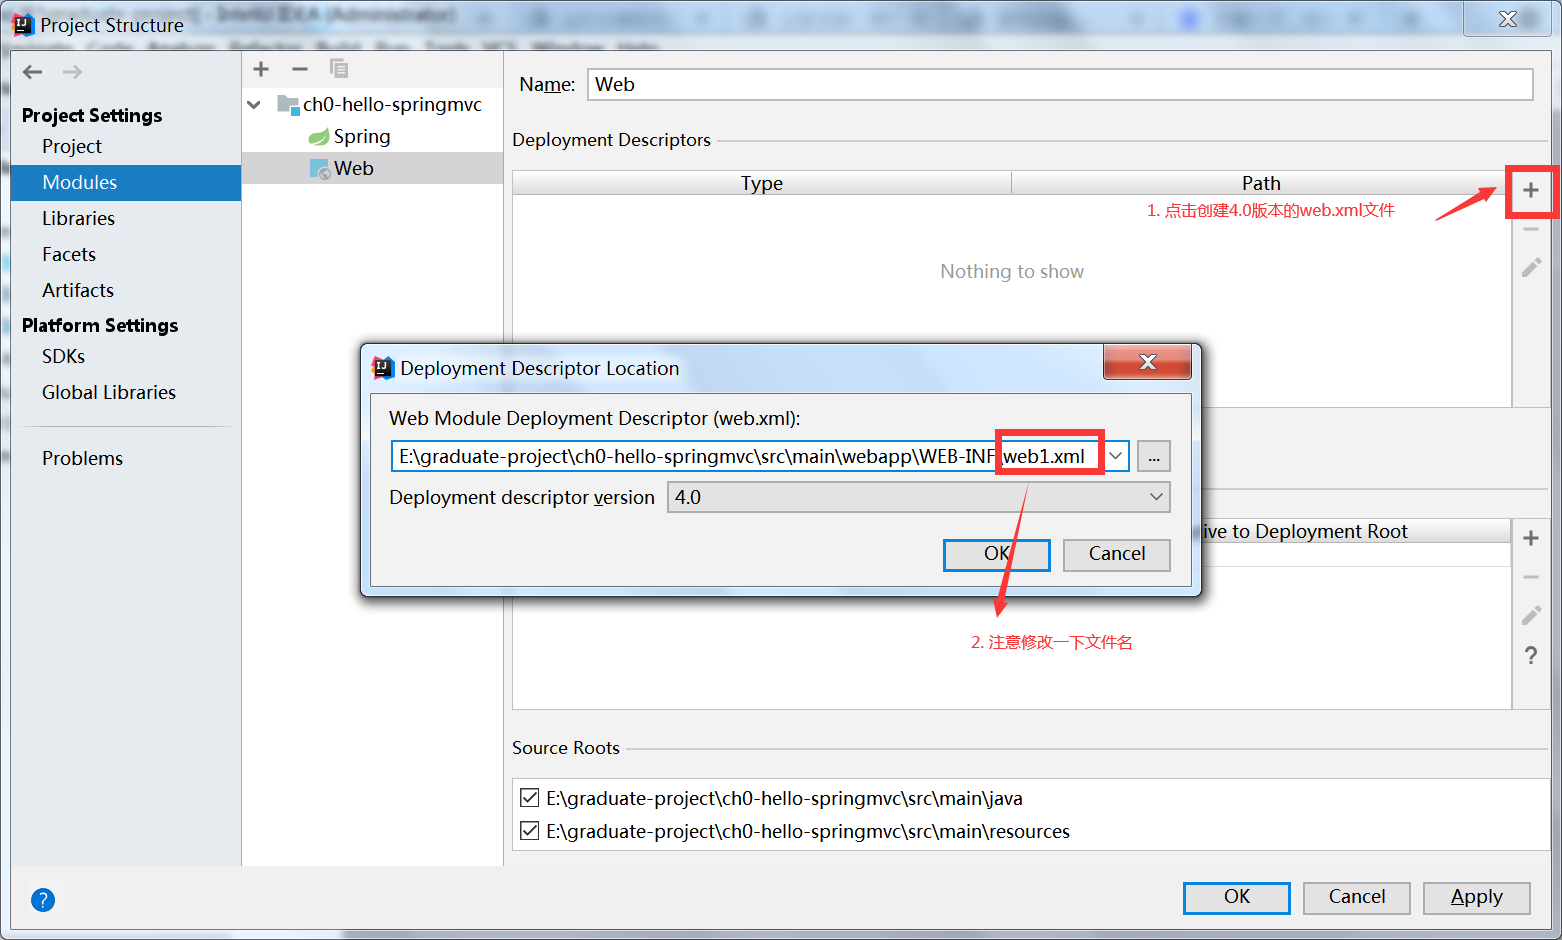 Project Structure
Project Settings
Project
Modules
Libraries
Facets
Artifacts
Platform Settings
SDKs
Global Libraries
Problems
ch0-hello-springmvc
Spring
Web
Name: Web
Deployment Descriptors
Type Path
1. 点击创建4.0版本的web.xml文件
Nothing to show
Deployment Descriptor Location
Web Module Deployment Descriptor (web.xml):
E:\graduate-project\ch0-hello-springmvc\src\main\webapp\WEB-INF\web1.xml ...
Deployment descriptor version 4.0
OK Cancel
ive to Deployment Root
2. 注意修改一下文件名
Source Roots
E:\graduate-project\ch0-hello-springmvc\src\main\java
E:\graduate-project\ch0-hello-springmvc\src\main\resources
OK Cancel Apply